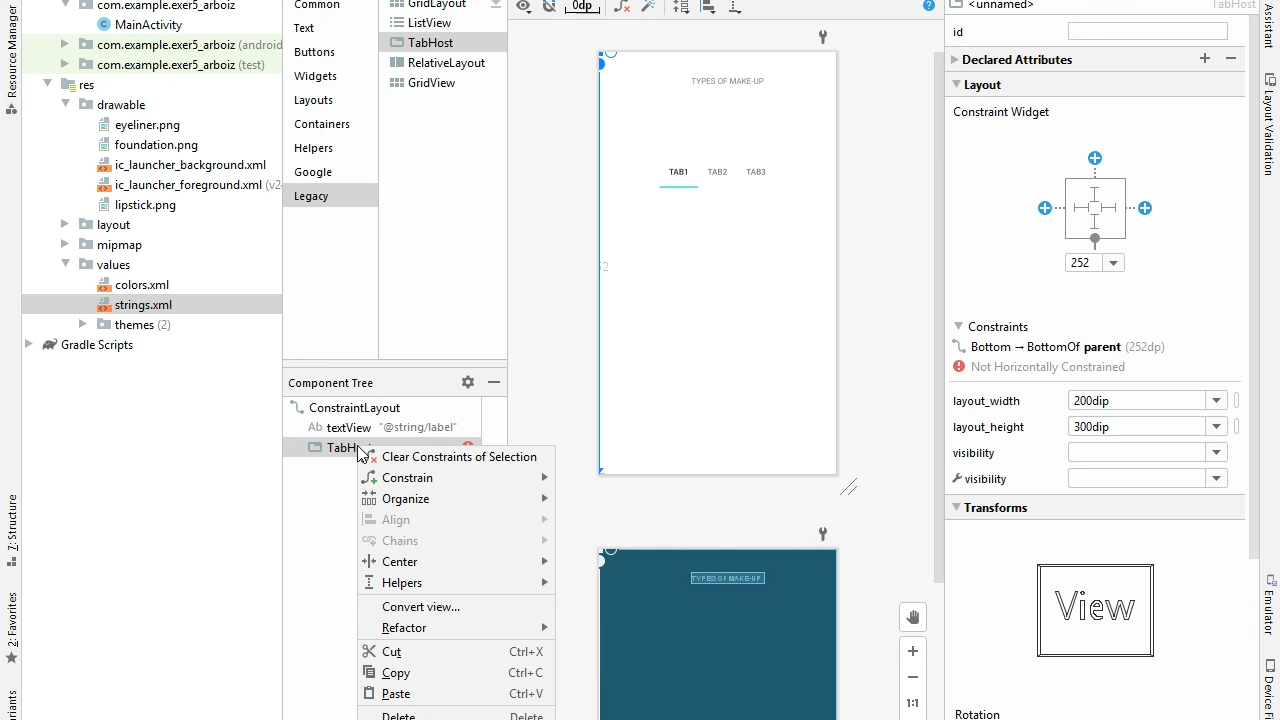 Resource Manager
com.example.exer5_arboiz
MainActivity
com.example.exer5_arboiz (android
com.example.exer5_arboiz (test)
res
drawable
eyeliner.png
foundation.png
ic_launcher_background.xml
ic_launcher_foreground.xml (v2
lipstick.png
layout
mipmap
values
colors.xml
strings.xml
themes (2)
Gradle Scripts
7: Structure
2: Favorites
Common
Text
Buttons
Widgets
Layouts
Containers
Helpers
Google
Legacy
GridLayout
ListView
TabHost
RelativeLayout
GridView
Component Tree
ConstraintLayout
Ab textView "@string/label"
TabHo
Clear Constraints of Selection
Constrain
Organize
Align
Chains
Center
Helpers
Convert view...
Refactor
Cut Ctrl+X
Copy Ctrl+C
Paste Ctrl+V
Delete Delete
0dp
TYPES OF MAKE-UP
TAB1 TAB2 TAB3
TYPES OF MAKE-UP
1:1
<unnamed> TabHost
id
Declared Attributes
Layout
Constraint Widget
252
Constraints
Bottom → BottomOf parent (252dp)
Not Horizontally Constrained
layout_width 200dip
layout_height 300dip
visibility
visibility
Transforms
View
Rotation
Assistant
Layout Validation
Emulator